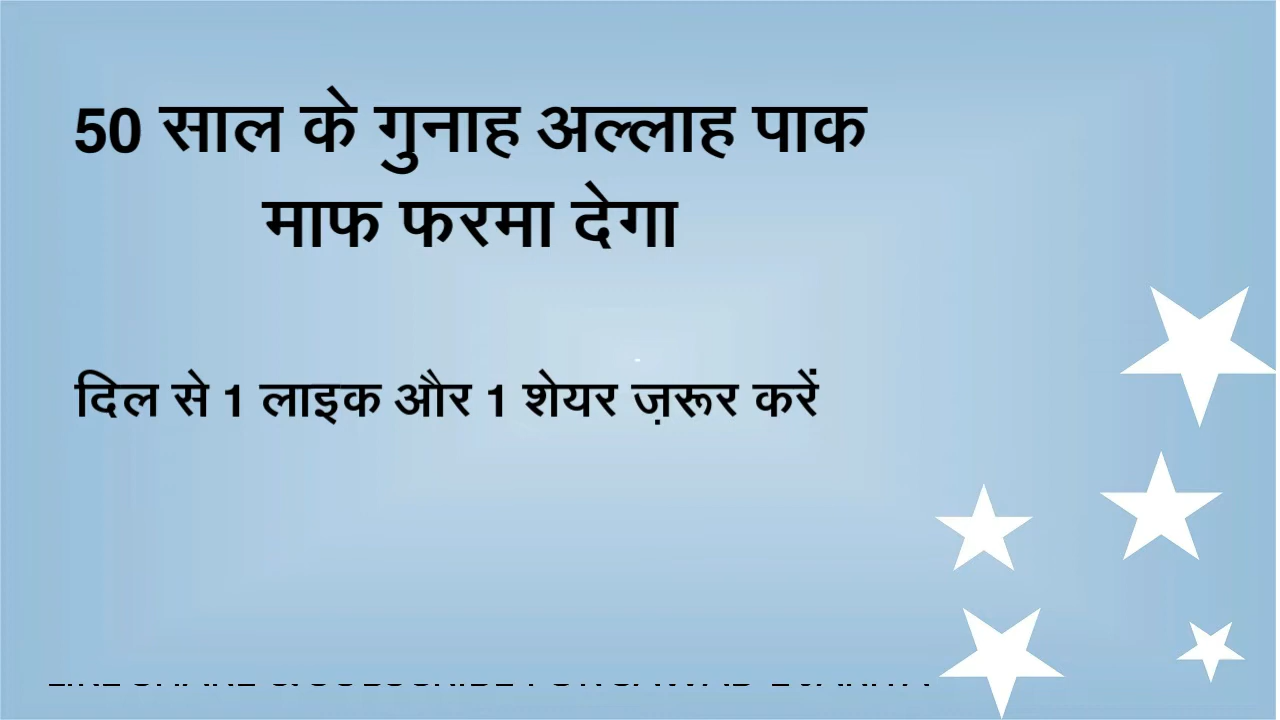 50 साल के गुनाह अल्लाह पाक
माफ फरमा देगा
दिल से 1 लाइक और 1 शेयर ज़रूर करें